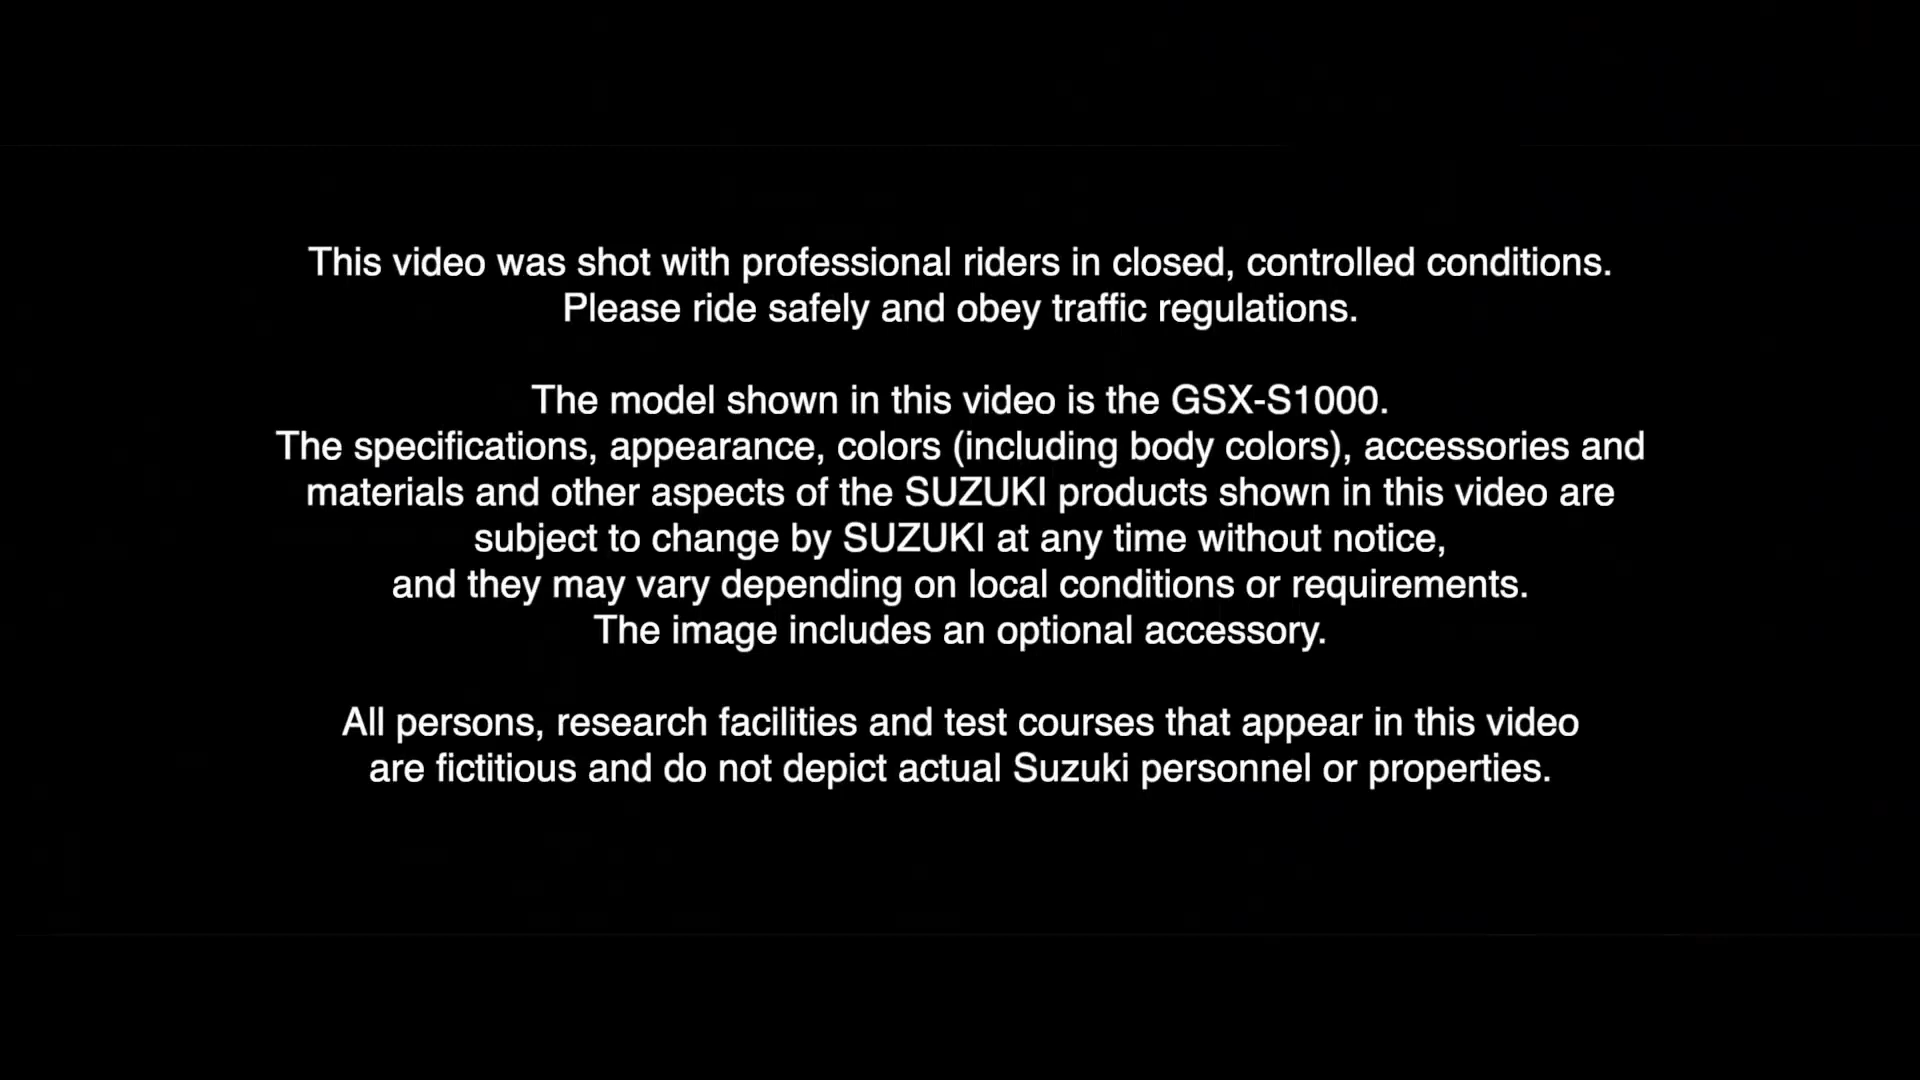 This video was shot with professional riders in closed, controlled conditions.
Please ride safely and obey traffic regulations.
The model shown in this video is the GSX-S1000.
The specifications, appearance, colors (including body colors), accessories and
materials and other aspects of the SUZUKI products shown in this video are
subject to change by SUZUKI at any time without notice,
and they may vary depending on local conditions or requirements.
The image includes an optional accessory.
All persons, research facilities and test courses that appear in this video
are fictitious and do not depict actual Suzuki personnel or properties.